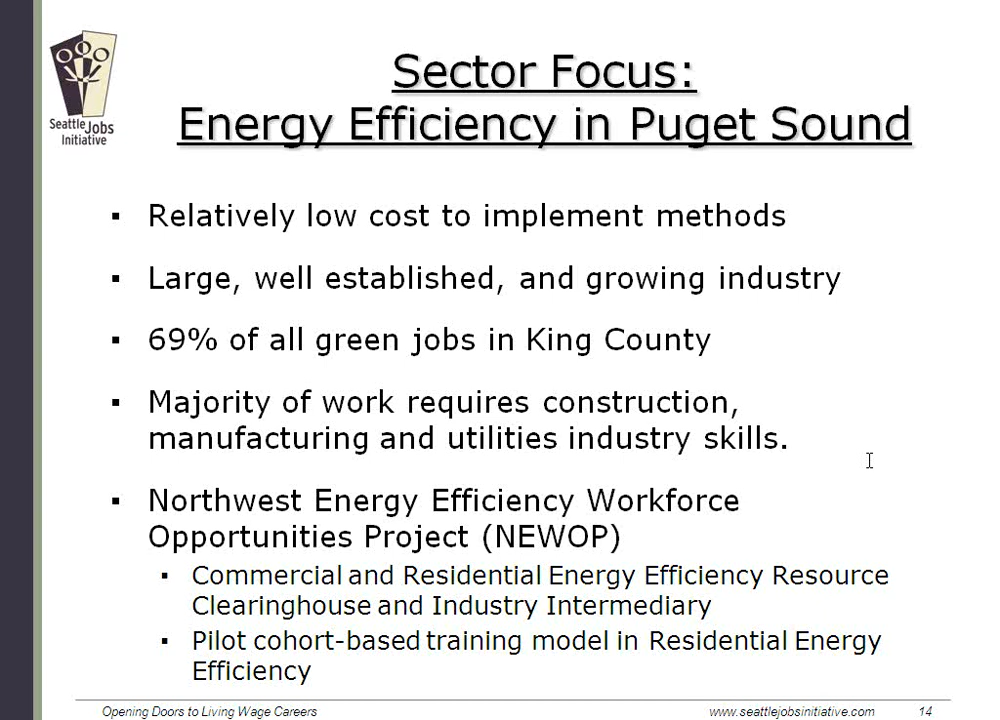 Seattle Jobs
Initiative
Sector Focus:
Energy Efficiency in Puget Sound
▪ Relatively low cost to implement methods
▪ Large, well established, and growing industry
▪ 69% of all green jobs in King County
▪ Majority of work requires construction,
manufacturing and utilities industry skills.
▪ Northwest Energy Efficiency Workforce
Opportunities Project (NEWOP)
▪ Commercial and Residential Energy Efficiency Resource
Clearinghouse and Industry Intermediary
▪ Pilot cohort-based training model in Residential Energy
Efficiency
Opening Doors to Living Wage Careers www.seattlejobsinitiative.com 14